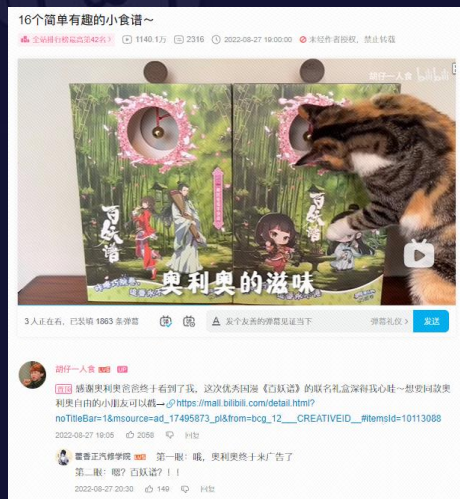 16个简单有趣的小食谱～
全站排行榜最高第42名 > 1140.1万 2316 2022-08-27 19:00:00 未经作者授权，禁止转载
胡仔一人食 bilibili
百妖谱
百妖谱
奥利奥的滋味
3 人正在看，已装填 1863 条弹幕
A 发个友善的弹幕见证当下 弹幕礼仪 > 发送
胡仔一人食 UP
置顶 感谢奥利奥爸爸终于看到了我，这次优秀国漫《百妖谱》的联名礼盒深得我心哇～想要同款奥
利奥自由的小朋友可以戳→https://mall.bilibili.com/detail.html?
noTitleBar=1&msource=ad_17495873_pl&from=bcg_12___CREATIVEID__#itemsId=10113088
2022-08-27 19:05 2058 回复
藿香正汽修学院 第一眼：哦，奥利奥终于来广告了
第二眼：嗯？百妖谱？！！
2022-08-27 20:30 149 回复